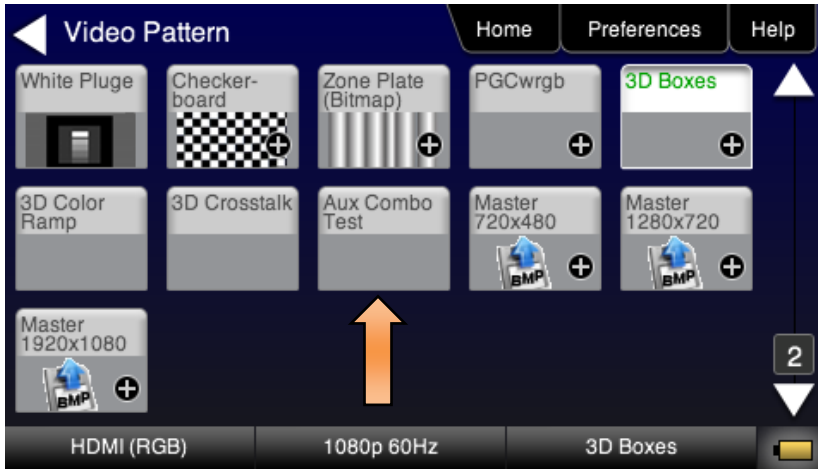 Video Pattern
Home
Preferences
Help
White Pluge
Checker-
board
Zone Plate
(Bitmap)
PGCwrgb
3D Boxes
3D Color
Ramp
3D Crosstalk
Aux Combo
Test
Master
720x480
BMP
Master
1280x720
BMP
Master
1920x1080
BMP
2
HDMI (RGB)
1080p 60Hz
3D Boxes